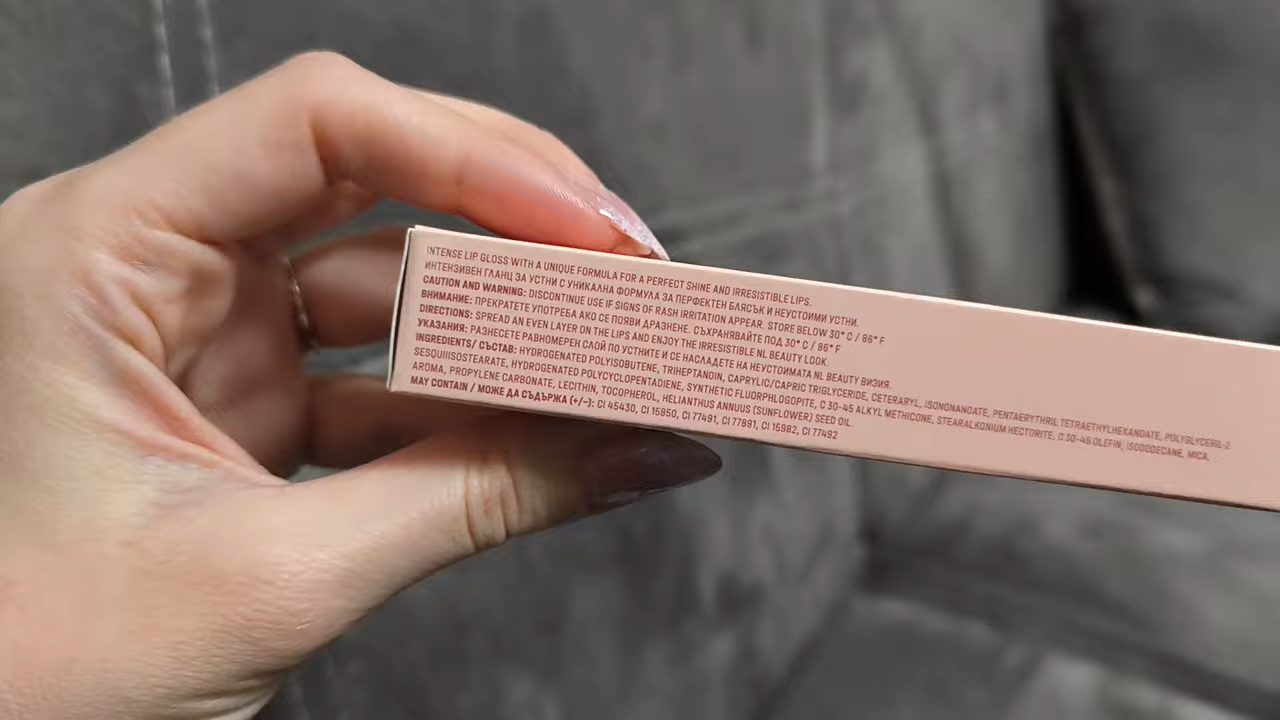 INTENSE LIP GLOSS WITH A UNIQUE FORMULA FOR A PERFECT SHINE AND IRRESISTIBLE LIPS.
ИНТЕНЗИВЕН ГЛАНЦ ЗА УСТНИ С УНИКАЛНА ФОРМУЛА ЗА ПЕРФЕКТЕН БЛЯСЪК И НЕУСТОИМИ УСТНИ.
CAUTION AND WARNING: DISCONTINUE USE IF SIGNS OF RASH IRRITATION APPEAR. STORE BELOW 30° C / 86° F
ВНИМАНИЕ: ПРЕКРАТЕТЕ УПОТРЕБА АКО СЕ ПОЯВИ ДРАЗНЕНЕ. СЪХРАНЯВАЙТЕ ПОД 30° C / 86° F
DIRECTIONS: SPREAD AN EVEN LAYER ON THE LIPS AND ENJOY THE IRRESISTIBLE NL BEAUTY LOOK.
УКАЗАНИЯ: РАЗНЕСЕТЕ РАВНОМЕРЕН СЛОЙ ПО УСТНИТЕ И СЕ НАСЛАДЕТЕ НА НЕУСТОИМАТА NL BEAUTY ВИЗИЯ.
INGREDIENTS/ СЪСТАВ: HYDROGENATED POLYISOBUTENE, TRIHEPTANOIN, CAPRYLIC/CAPRIC TRIGLYCERIDE, CETERARYL, ISONONANOATE, PENTAERYTHRIL TETRAETHYLHEXANDATE, POLYGLYCERIL-2
SESQUIIISOSTEARATE, HYDROGENATED POLYCYCLOPENTADIENE, SYNTHETIC FLUORPHLOGOPITE, C 30-45 ALKYL METHICONE, STEARALKONIUM HECTORITE, C 30-45 OLEFIN, ISODODECANE, MICA,
AROMA, PROPYLENE CARBONATE, LECITHIN, TOCOPHEROL, HELIANTHUS ANNUUS (SUNFLOWER) SEED OIL.
MAY CONTAIN / МОЖЕ ДА СЪДЪРЖА (+/-): CI 45430, CI 15850, CI 77491, CI 77891, CI 15982, CI 77492